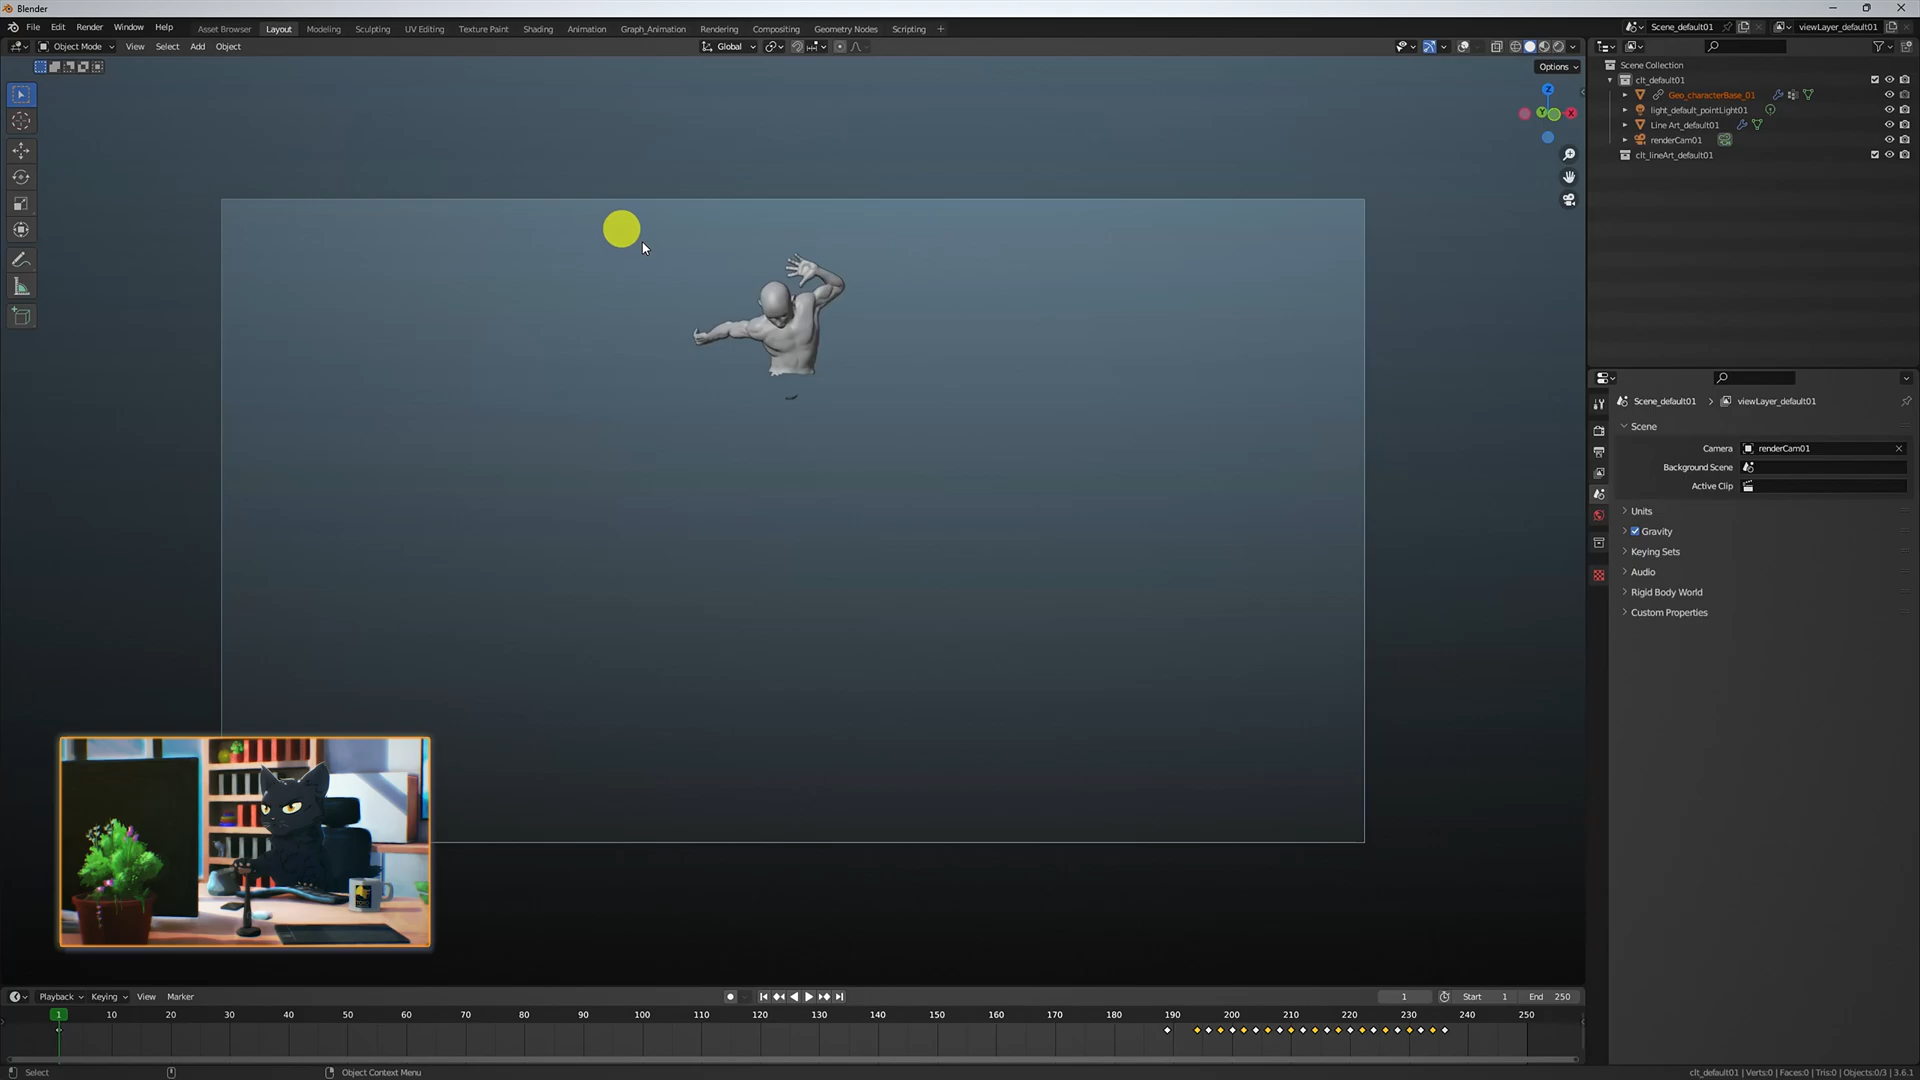 Blender
File Edit Render Window Help
Asset Browser Layout Modeling Sculpting UV Editing Texture Paint Shading Animation Graph_Animation Rendering Compositing Geometry Nodes Scripting +
Scene_default01 viewLayer_default01
Object Mode View Select Add Object
Global
Options
Z
Y
X
Scene Collection
clt_default01
Geo_characterBase_01
light_default_pointLight01
Line Art_default01
renderCam01
clt_lineArt_default01
Scene_default01 > viewLayer_default01
Scene
Camera renderCam01
Background Scene
Active Clip
Units
Gravity
Keying Sets
Audio
Rigid Body World
Custom Properties
Playback Keying View Marker
1 Start 1 End 250
1 10 20 30 40 50 60 70 80 90 100 110 120 130 140 150 160 170 180 190 200 210 220 230 240 250
Select Object Context Menu
clt_default01 | Verts:0 | Faces:0 | Tris:0 | Objects:0/3 | 3.6.1